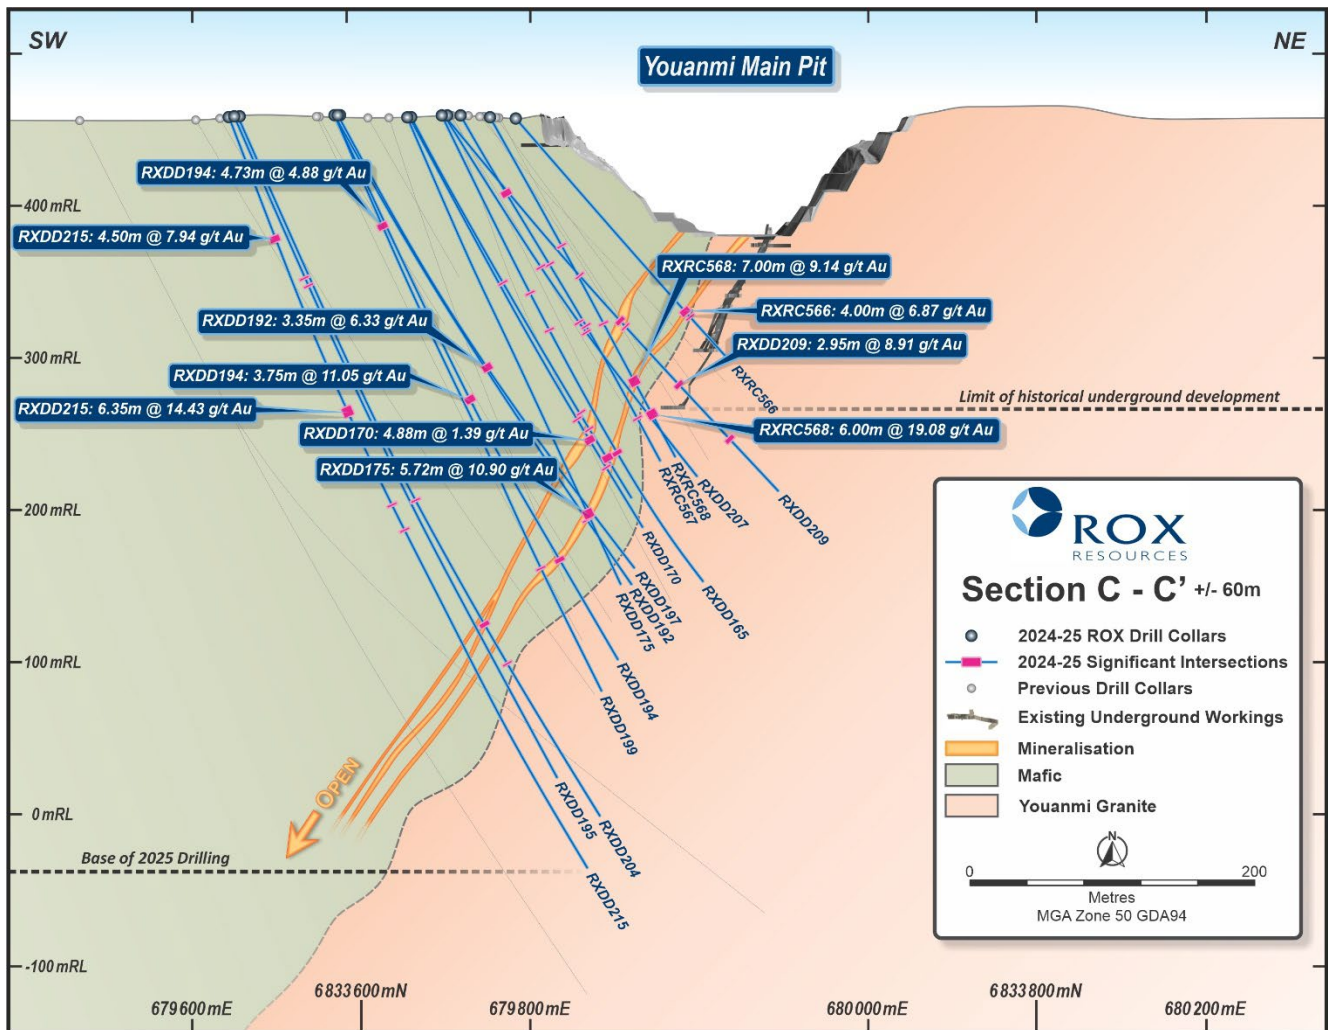 SW
NE
Youanmi Main Pit
RXDD194: 4.73m @ 4.88 g/t Au
400 mRL
RXDD215: 4.50m @ 7.94 g/t Au
RXRC568: 7.00m @ 9.14 g/t Au
RXDD192: 3.35m @ 6.33 g/t Au
RXRC566: 4.00m @ 6.87 g/t Au
RXDD209: 2.95m @ 8.91 g/t Au
300 mRL
RXDD194: 3.75m @ 11.05 g/t Au
RXRC566
Limit of historical underground development
RXDD215: 6.35m @ 14.43 g/t Au
RXDD170: 4.88m @ 1.39 g/t Au
RXRC568: 6.00m @ 19.08 g/t Au
RXDD175: 5.72m @ 10.90 g/t Au
200 mRL
RXRC567
RXRC568
RXDD207
RXDD209
RXDD170
RXDD197
RXDD192
RXDD175
RXDD165
100 mRL
RXDD194
RXDD199
0 mRL
OPEN
RXDD195
RXDD204
RXDD215
Base of 2025 Drilling
-100 mRL
ROX
RESOURCES
Section C - C’ +/- 60m
2024-25 ROX Drill Collars
2024-25 Significant Intersections
Previous Drill Collars
Existing Underground Workings
Mineralisation
Mafic
Youanmi Granite
N
0 200
Metres
MGA Zone 50 GDA94
679600mE
6833600mN
679800mE
680000mE
6833800mN
680200mE